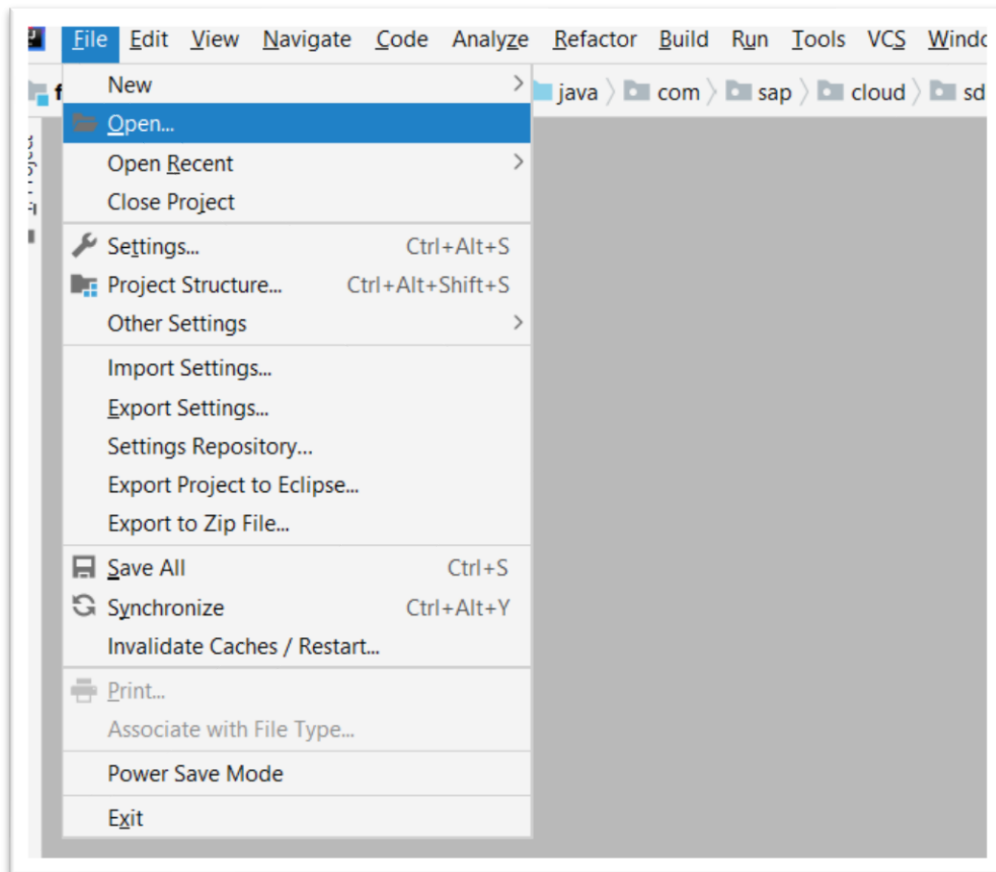 File Edit View Navigate Code Analyze Refactor Build Run Tools VCS
java com sap cloud
New
Open...
Open Recent
Close Project
Settings... Ctrl+Alt+S
Project Structure... Ctrl+Alt+Shift+S
Other Settings
Import Settings...
Export Settings...
Settings Repository...
Export Project to Eclipse...
Export to Zip File...
Save All Ctrl+S
Synchronize Ctrl+Alt+Y
Invalidate Caches / Restart...
Print...
Associate with File Type...
Power Save Mode
Exit